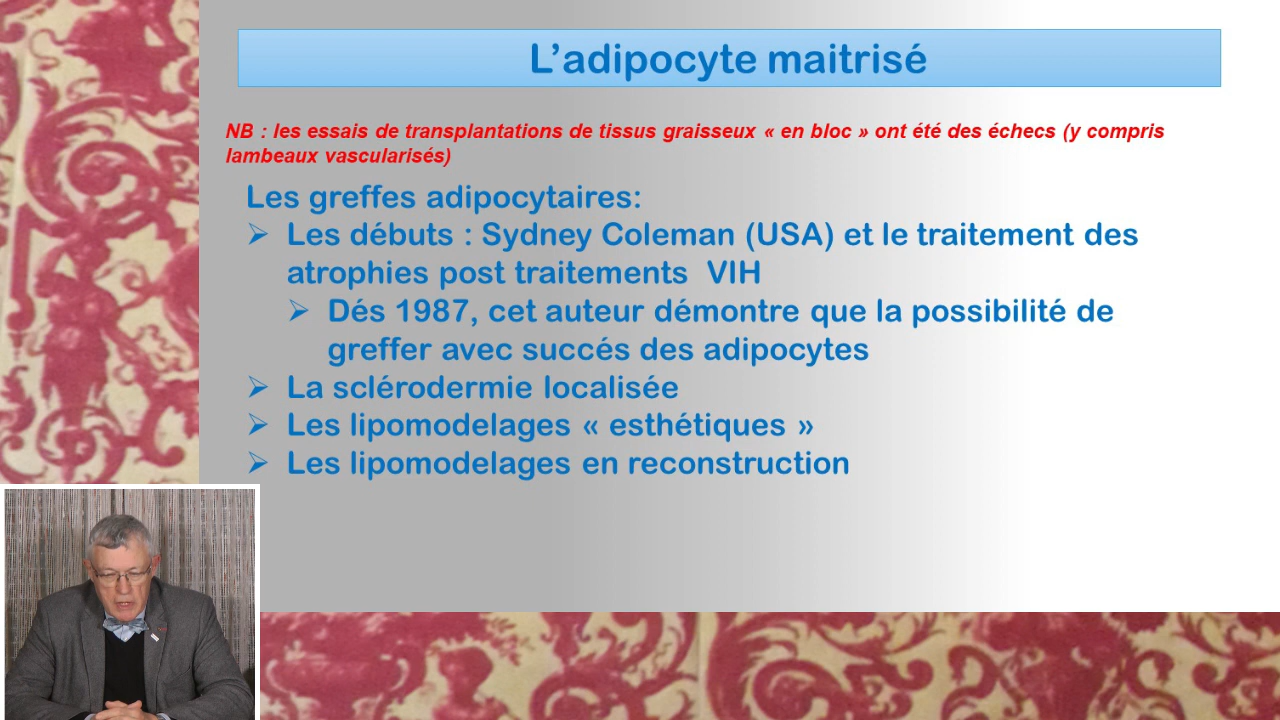 L’adipocyte maitrisé
NB : les essais de transplantations de tissus graisseux « en bloc » ont été des échecs (y compris
lambeaux vascularisés)
Les greffes adipocytaires:
Les débuts : Sydney Coleman (USA) et le traitement des
atrophies post traitements VIH
Dés 1987, cet auteur démontre que la possibilité de
greffer avec succés des adipocytes
La sclérodermie localisée
Les lipomodelages « esthétiques »
Les lipomodelages en reconstruction